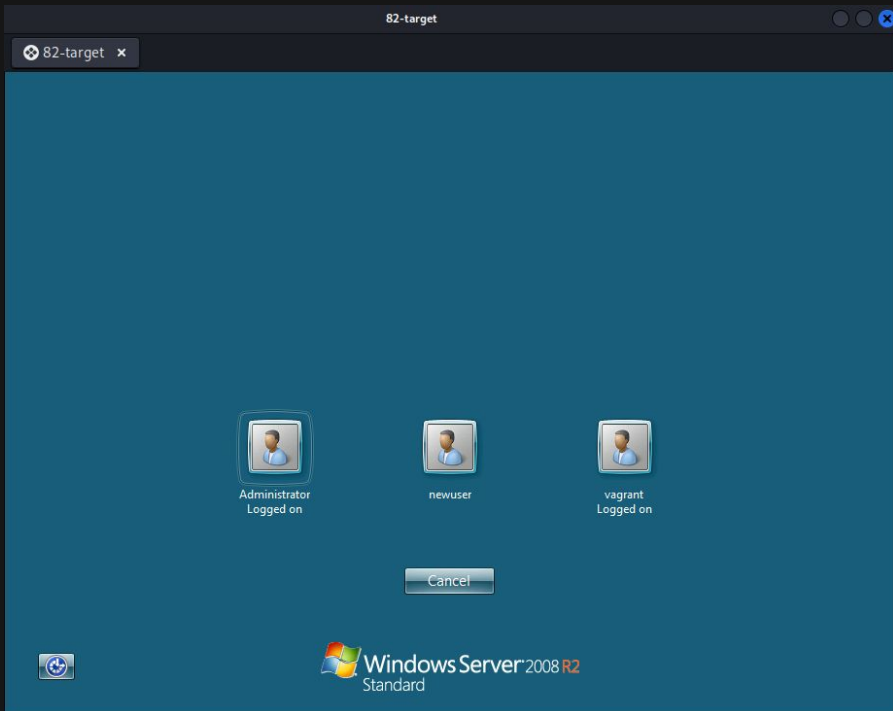 82-target
82-target
Administrator
Logged on
newuser
vagrant
Logged on
Cancel
Windows Server 2008 R2
Standard